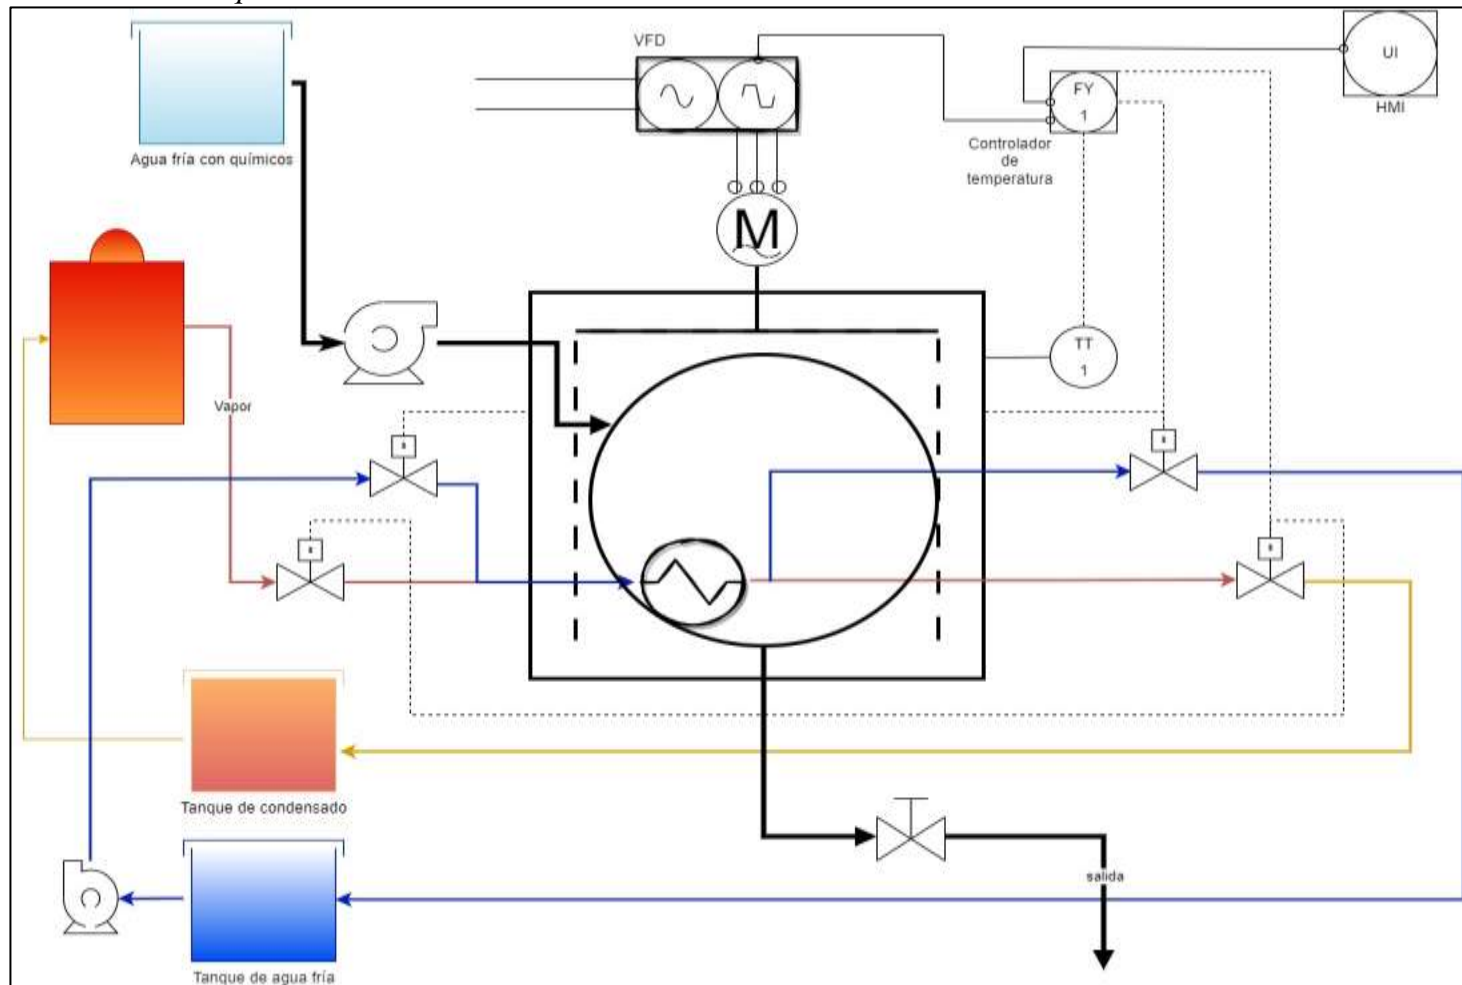 VFD
UI
HMI
FY
1
Agua fría con químicos
Controlador
de
temperatura
M
TT
1
Vapor
Tanque de condensado
salida
Tanque de agua fría